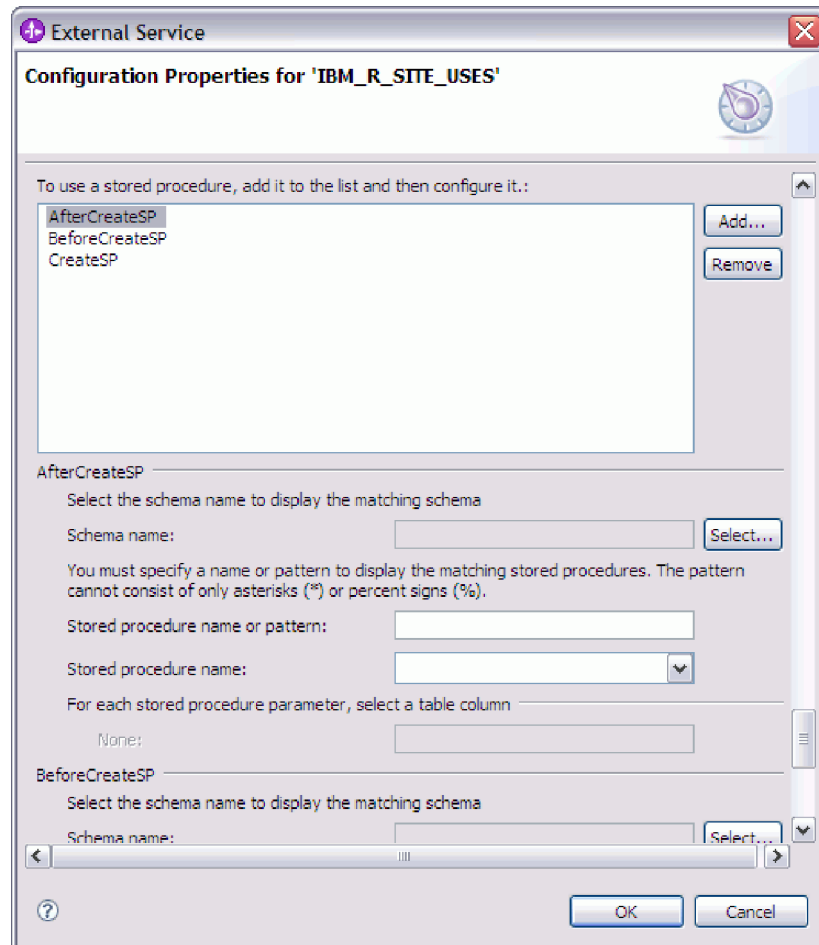 External Service
Configuration Properties for 'IBM_R_SITE_USES'
To use a stored procedure, add it to the list and then configure it.:
AfterCreateSP
BeforeCreateSP
CreateSP
Add...
Remove
AfterCreateSP
Select the schema name to display the matching schema
Schema name:
Select...
You must specify a name or pattern to display the matching stored procedures. The pattern
cannot consist of only asterisks (*) or percent signs (%).
Stored procedure name or pattern:
Stored procedure name:
For each stored procedure parameter, select a table column
None:
BeforeCreateSP
Select the schema name to display the matching schema
Schema name:
Select...
OK
Cancel